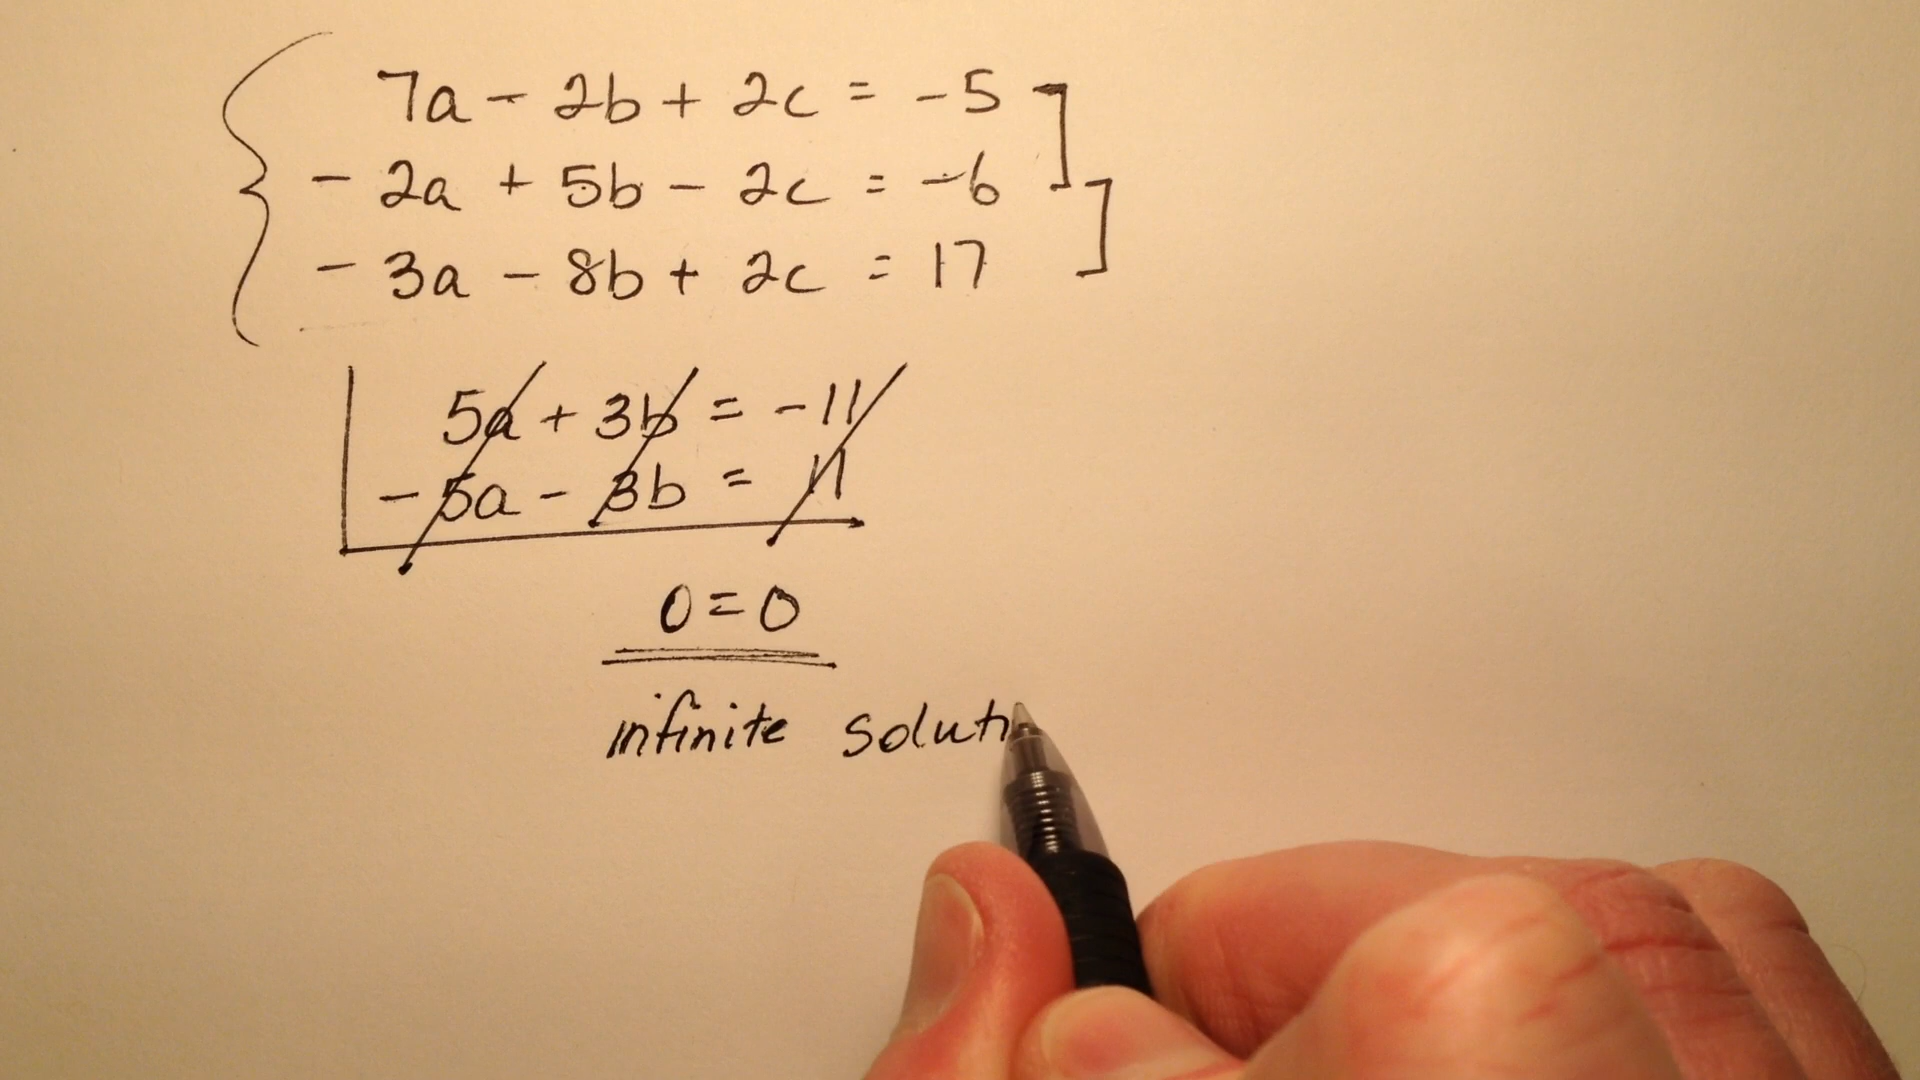 7a - 2b + 2c = -5
- 2a + 5b - 2c = -6
- 3a - 8b + 2c = 17
5a + 3b = -11
- 5a - 3b = 11
0 = 0
infinite soluti